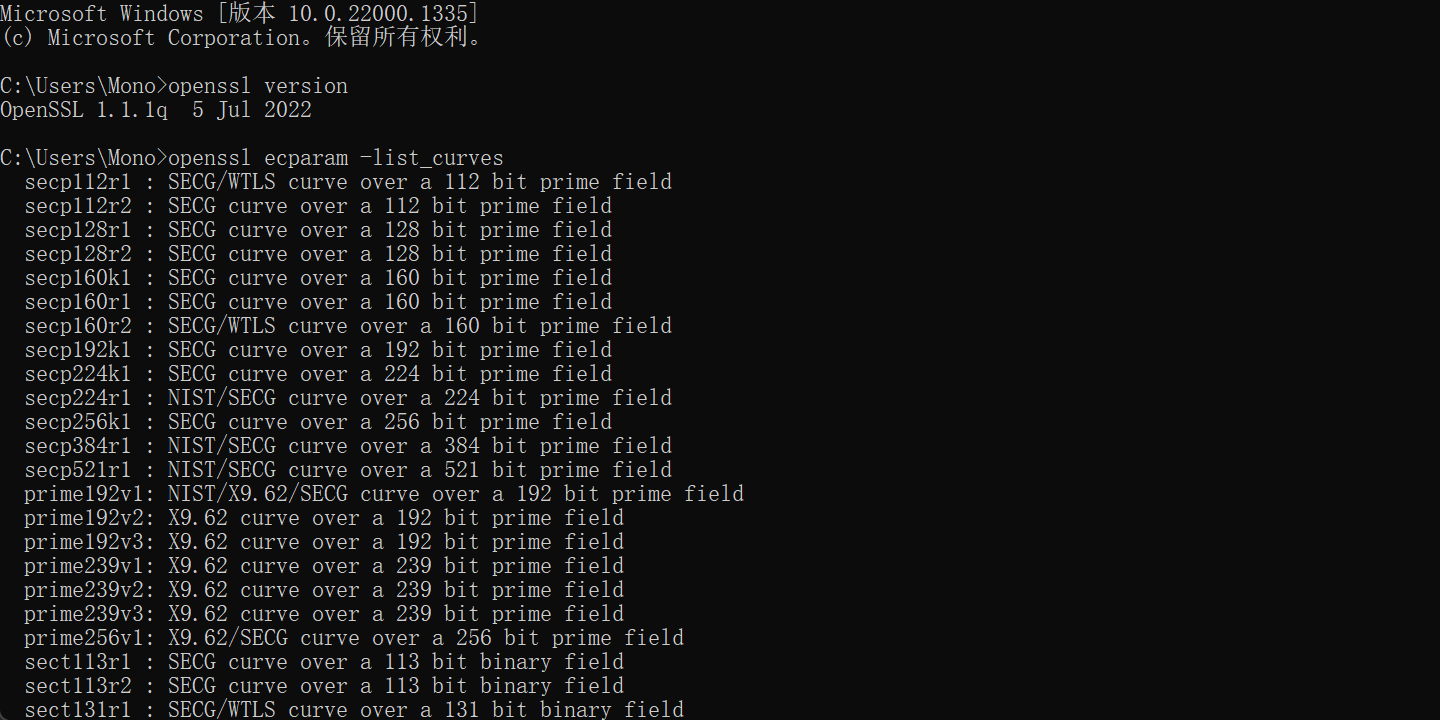 Microsoft Windows [版本 10.0.22000.1335]
(c) Microsoft Corporation。保留所有权利。
C:\Users\Mono>openssl version
OpenSSL 1.1.1q  5 Jul 2022
C:\Users\Mono>openssl ecparam -list_curves
  secp112r1 : SECG/WTLS curve over a 112 bit prime field
  secp112r2 : SECG curve over a 112 bit prime field
  secp128r1 : SECG curve over a 128 bit prime field
  secp128r2 : SECG curve over a 128 bit prime field
  secp160k1 : SECG curve over a 160 bit prime field
  secp160r1 : SECG curve over a 160 bit prime field
  secp160r2 : SECG/WTLS curve over a 160 bit prime field
  secp192k1 : SECG curve over a 192 bit prime field
  secp224k1 : SECG curve over a 224 bit prime field
  secp224r1 : NIST/SECG curve over a 224 bit prime field
  secp256k1 : SECG curve over a 256 bit prime field
  secp384r1 : NIST/SECG curve over a 384 bit prime field
  secp521r1 : NIST/SECG curve over a 521 bit prime field
  prime192v1: NIST/X9.62/SECG curve over a 192 bit prime field
  prime192v2: X9.62 curve over a 192 bit prime field
  prime192v3: X9.62 curve over a 192 bit prime field
  prime239v1: X9.62 curve over a 239 bit prime field
  prime239v2: X9.62 curve over a 239 bit prime field
  prime239v3: X9.62 curve over a 239 bit prime field
  prime256v1: X9.62/SECG curve over a 256 bit prime field
  sect113r1 : SECG curve over a 113 bit binary field
  sect113r2 : SECG curve over a 113 bit binary field
  sect131r1 : SECG/WTLS curve over a 131 bit binary field